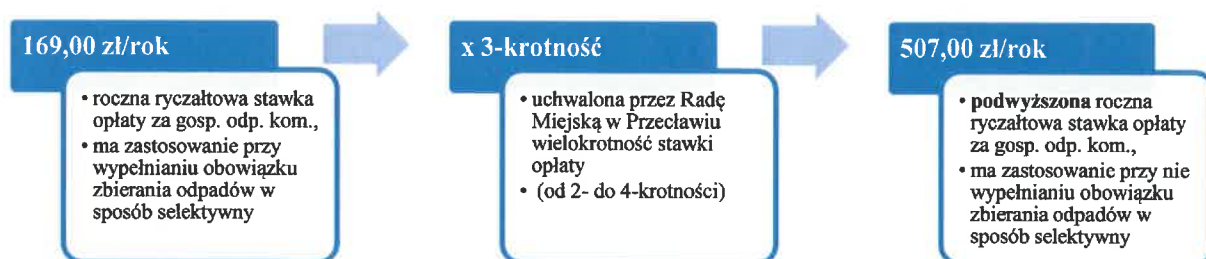 169,00 zł/rok
• roczna ryczałtowa stawka
opłaty za gosp. odp. kom.,
• ma zastosowanie przy
wypełnianiu obowiązku
zbierania odpadów w
sposób selektywny
x 3-krotność
• uchwalona przez Radę
Miejską w Przecławiu
wielokrotność stawki
opłaty
• (od 2- do 4-krotności)
507,00 zł/rok
• podwyższona roczna
ryczałtowa stawka opłaty
za gosp. odp. kom.,
• ma zastosowanie przy nie
wypełnianiu obowiązku
zbierania odpadów w
sposób selektywny